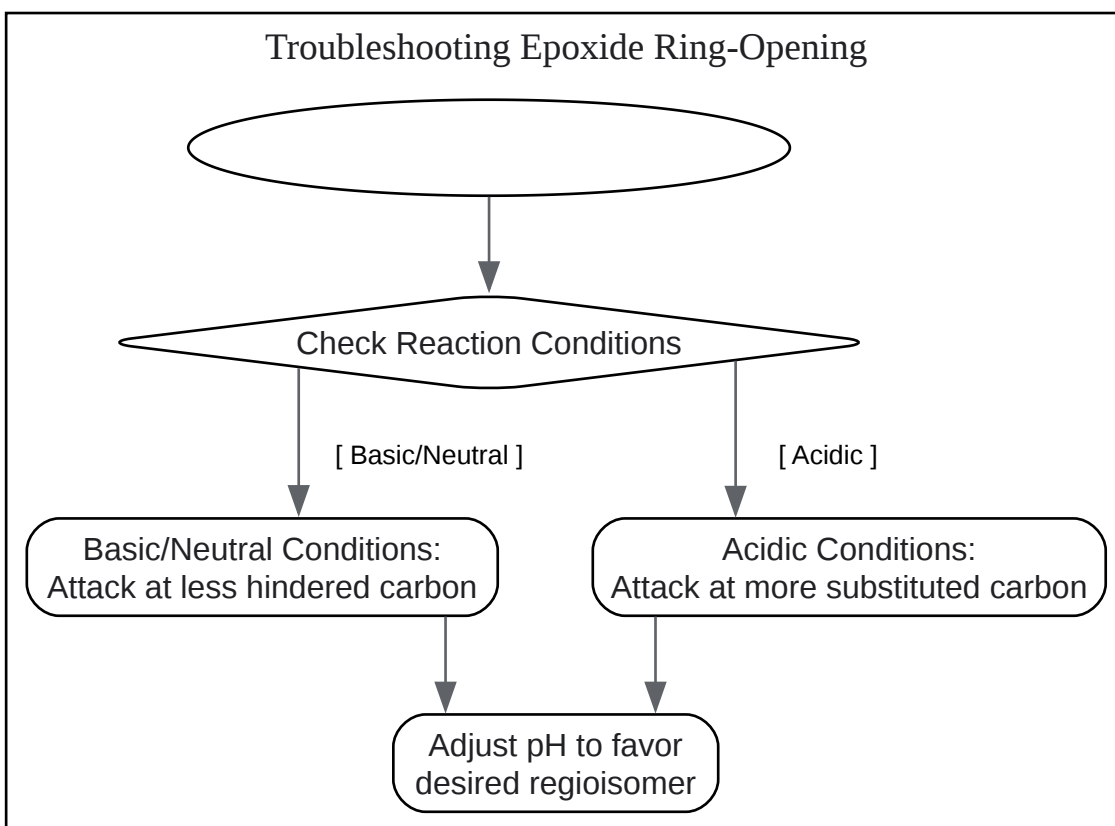 Troubleshooting Epoxide Ring-Opening
Check Reaction Conditions
[ Basic/Neutral ]
[ Acidic ]
Basic/Neutral Conditions:
Attack at less hindered carbon
Acidic Conditions:
Attack at more substituted carbon
Adjust pH to favor
desired regioisomer